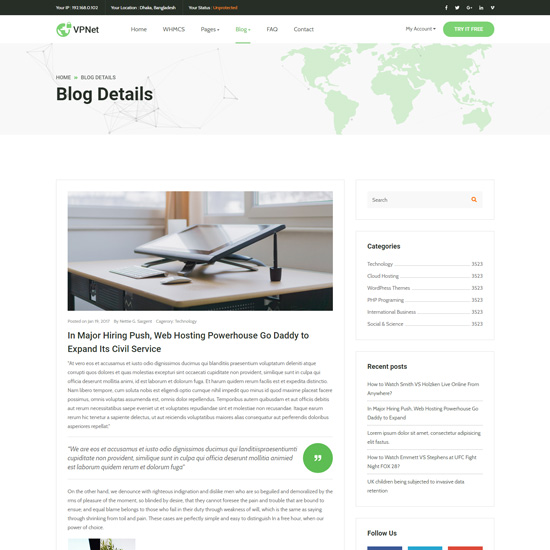 Your IP : 192.168.0.102 Your Location : Dhaka, Bangladesh Your Status : Unprotected
VPNet Home WHMCS Pages Blog FAQ Contact My Account TRY IT FREE
HOME » BLOG DETAILS
Blog Details
Search
Categories
Technology 3523
Cloud Hosting 3523
WordPress Themes 3523
PHP Programing 3523
International Business 3523
Social & Science 3523
Posted on Jan 19, 2017 By Nettie G. Sargent Cagetory: Technology
In Major Hiring Push, Web Hosting Powerhouse Go Daddy to
Expand Its Civil Service
"At vero eos et accusamus et iusto odio dignissimos ducimus qui blanditiis praesentium voluptatum deleniti atque
corrupti quos dolores et quas molestias excepturi sint occaecati cupiditate non provident, similique sunt in culpa qui
officia deserunt mollitia animi, id est laborum et dolorum fuga. Et harum quidem rerum facilis est et expedita distinctio.
Nam libero tempore, cum soluta nobis est eligendi optio cumque nihil impedit quo minus id quod maxime placeat facere
possimus, omnis voluptas assumenda est, omnis dolor repellendus. Temporibus autem quibusdam et aut officiis debitis
aut rerum necessitatibus saepe eveniet ut et voluptates repudiandae sint et molestiae non recusandae. Itaque earum
rerum hic tenetur a sapiente delectus, ut aut reiciendis voluptatibus maiores alias consequatur aut perferendis doloribus
asperiores repellat."
"We ore eos et accusamus et iusto odio dignissimos ducimus qui landitiispraesentiumti
cupiditate non provident, similique sunt in culpa qui officia deserunt mollitia animed
est laborum quidem rerum et dolorum fuga"
On the other hand, we denounce with righteous indignation and dislike men who are so beguiled and demoralized by the
rms of pleasure of the moment, so blinded by desire, that they cannot foresee the pain and trouble that are bound to
ensue; and equal blame belongs to those who fail in their duty through weakness of will, which is the same as saying
through shrinking from toil and pain. These cases are perfectly simple and easy to distinguish In a free hour, when our
power of choice.
Recent posts
How to Watch Smith VS Holzken Live Online From
Anywhere?
In Major Hiring Push, Web Hosting Powerhouse Go
Daddy to Expand
Lorem ipsum dolor sit amet, consectetur adipiscing
elit fastus.
How to Watch Emmett VS Stephens at UFC Fight
Night FOX 28?
UK children being subjected to invasive data
retention
Follow Us